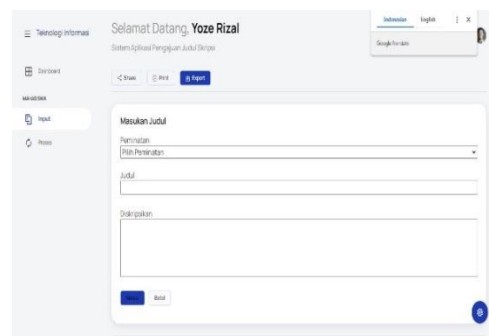 Teknologi Informasi
Selamat Datang, Yoze Rizal
Sistem Aplikasi Pengajuan Judul Skripsi
Indonesian English
Google Translate
Dashboard
Share Print Export
MAHASISWA
Input
Proses
Masukan Judul
Peminatan
Pilih Peminatan
Judul
Diskripsikan
Batal